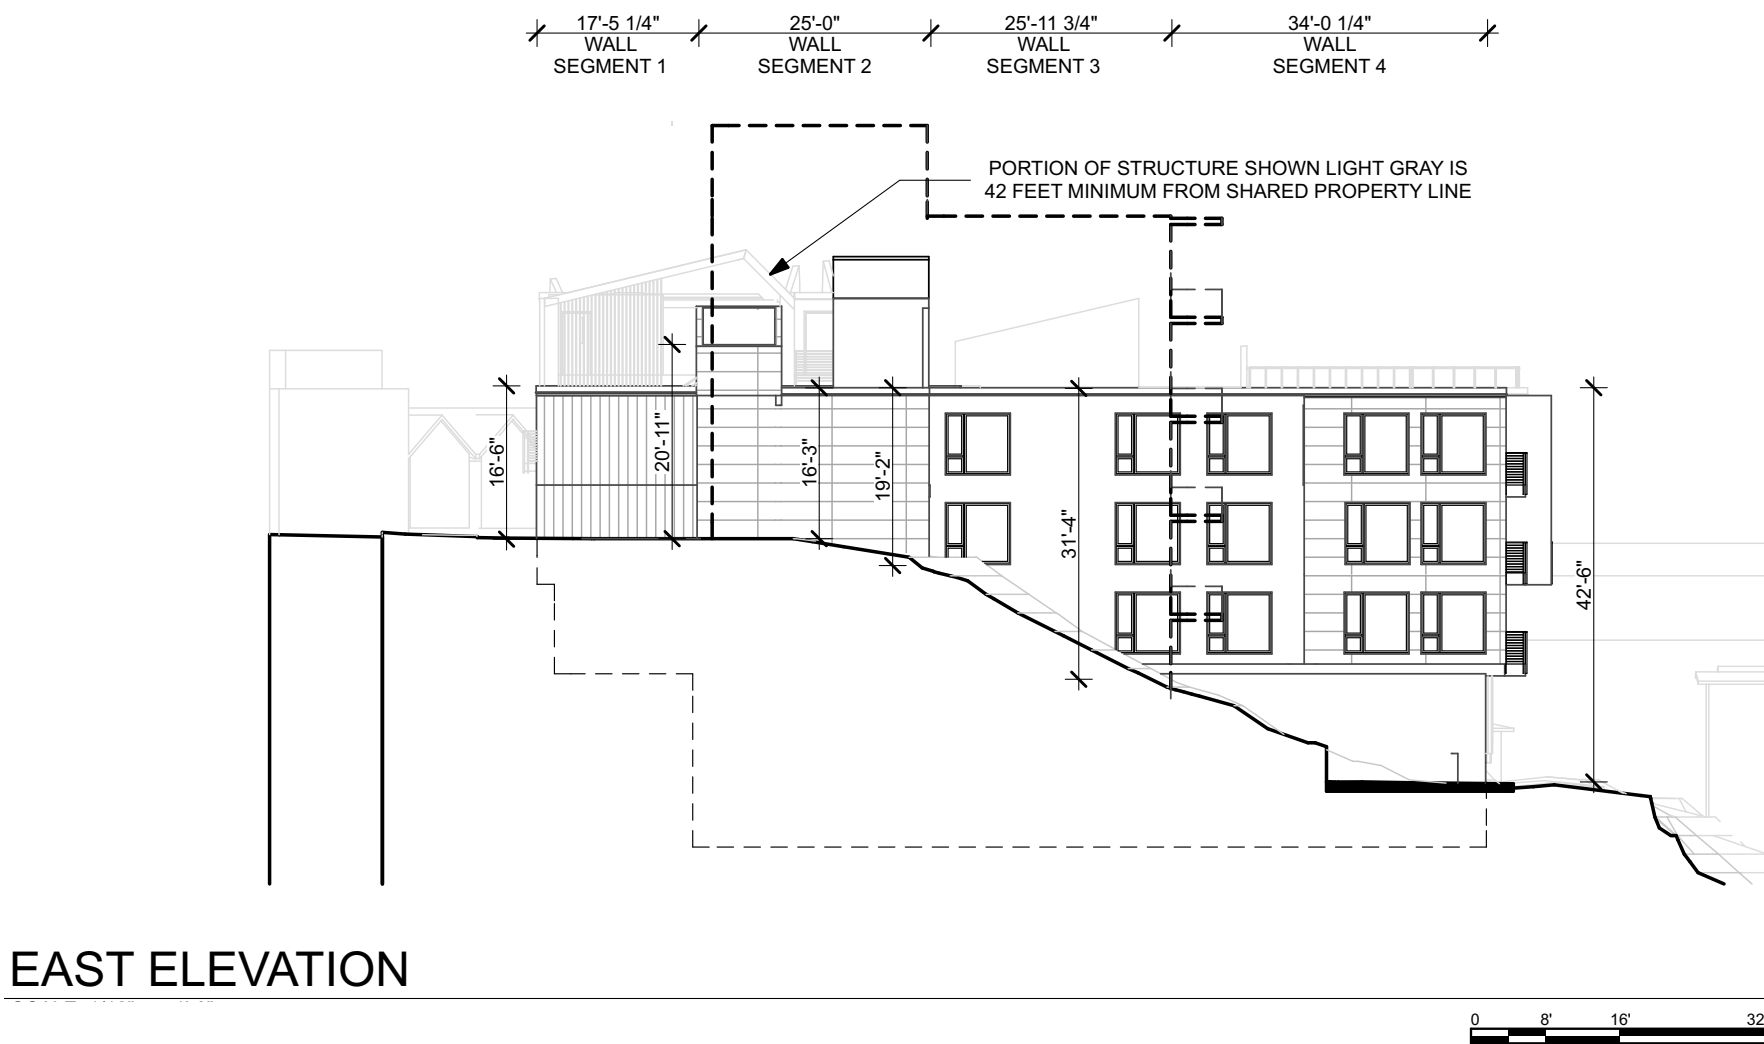 17'-5 1/4"
WALL
SEGMENT 1
25'-0"
WALL
SEGMENT 2
25'-11 3/4"
WALL
SEGMENT 3
34'-0 1/4"
WALL
SEGMENT 4
PORTION OF STRUCTURE SHOWN LIGHT GRAY IS
42 FEET MINIMUM FROM SHARED PROPERTY LINE
16'-6"
20'-11"
16'-3"
19'-2"
31'-4"
42'-6"
EAST ELEVATION
0 8' 16' 32